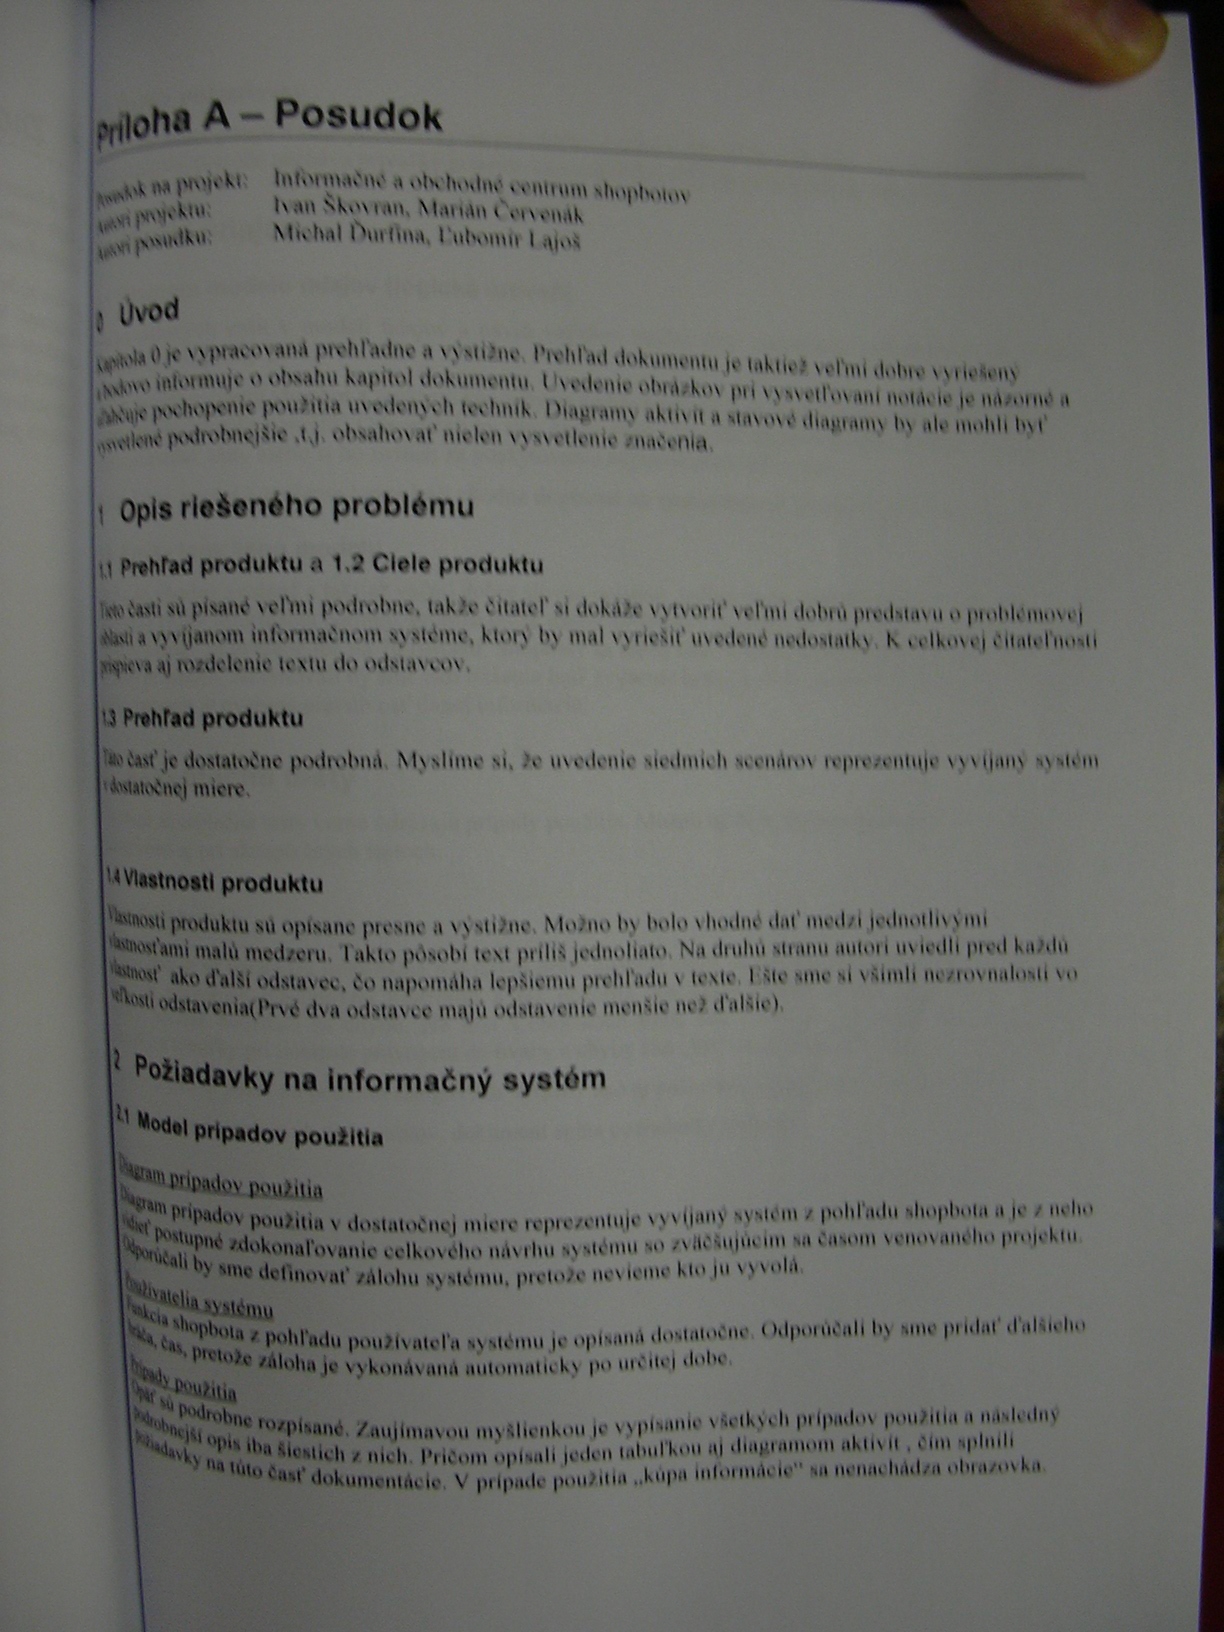 Príloha A – Posudok
Posudok na projekt: Informačné a obchodné centrum shopbotov
Autori projektu: Ivan Škovran, Marián Červenák
Autori posudku: Michal Ďurfina, Ľubomír Lajoš
0 Úvod
Kapitola 0 je vypracovaná prehľadne a výstižne. Prehľad dokumentu je taktiež veľmi dobre vyriešený
bodovo informuje o obsahu kapitol dokumentu. Uvedenie obrázkov pri vysvetľovaní notácie je názorné a
uľahčuje pochopenie použitia uvedených techník. Diagramy aktivít a stavové diagramy by ale mohli byť
vysvetlené podrobnejšie ,t.j. obsahovať nielen vysvetlenie značenia.
1 Opis riešeného problému
1.1 Prehľad produktu a 1.2 Ciele produktu
Tieto časti sú písané veľmi podrobne, takže čitateľ si dokáže vytvoriť veľmi dobrú predstavu o problémovej
oblasti a vyvíjanom informačnom systéme, ktorý by mal vyriešiť uvedené nedostatky. K celkovej čitateľnosti
prispieva aj rozdelenie textu do odstavcov.
1.3 Prehľad produktu
Táto časť je dostatočne podrobná. Myslíme si, že uvedenie siedmich scenárov reprezentuje vyvíjaný systém
v dostatočnej miere.
1.4 Vlastnosti produktu
Vlastnosti produktu sú opísane presne a výstižne. Možno by bolo vhodné dať medzi jednotlivými
vlastnosťami malú medzeru. Takto pôsobí text príliš jednoliato. Na druhú stranu autori uviedli pred každú
vlastnosť ako ďalší odstavec, čo napomáha lepšiemu prehľadu v texte. Ešte sme si všimli nezrovnalosti vo
veľkosti odstavenia(Prvé dva odstavce majú odstavenie menšie než ďalšie).
2 Požiadavky na informačný systém
2.1 Model prípadov použitia
Diagram prípadov použitia
Diagram prípadov použitia v dostatočnej miere reprezentuje vyvíjaný systém z pohľadu shopbota a je z neho
vidieť postupné zdokonaľovanie celkového návrhu systému so zväčšujúcim sa časom venovaného projektu.
Odporúčali by sme definovať zálohu systému, pretože nevieme kto ju vyvolá.
Používatelia systému
Funkcia shopbota z pohľadu používateľa systému je opísaná dostatočne. Odporúčali by sme pridať ďalšieho
hráča, čas, pretože záloha je vykonávaná automaticky po určitej dobe.
Prípady použitia
Opäť sú podrobne rozpísané. Zaujímavou myšlienkou je vypísanie všetkých prípadov použitia a následný
podrobnejší opis iba šiestich z nich. Pričom opísali jeden tabuľkou aj diagramom aktivít , čím splnili
požiadavky na túto časť dokumentácie. V prípade použitia „kúpa informácie“ sa nenachádza obrazovka.